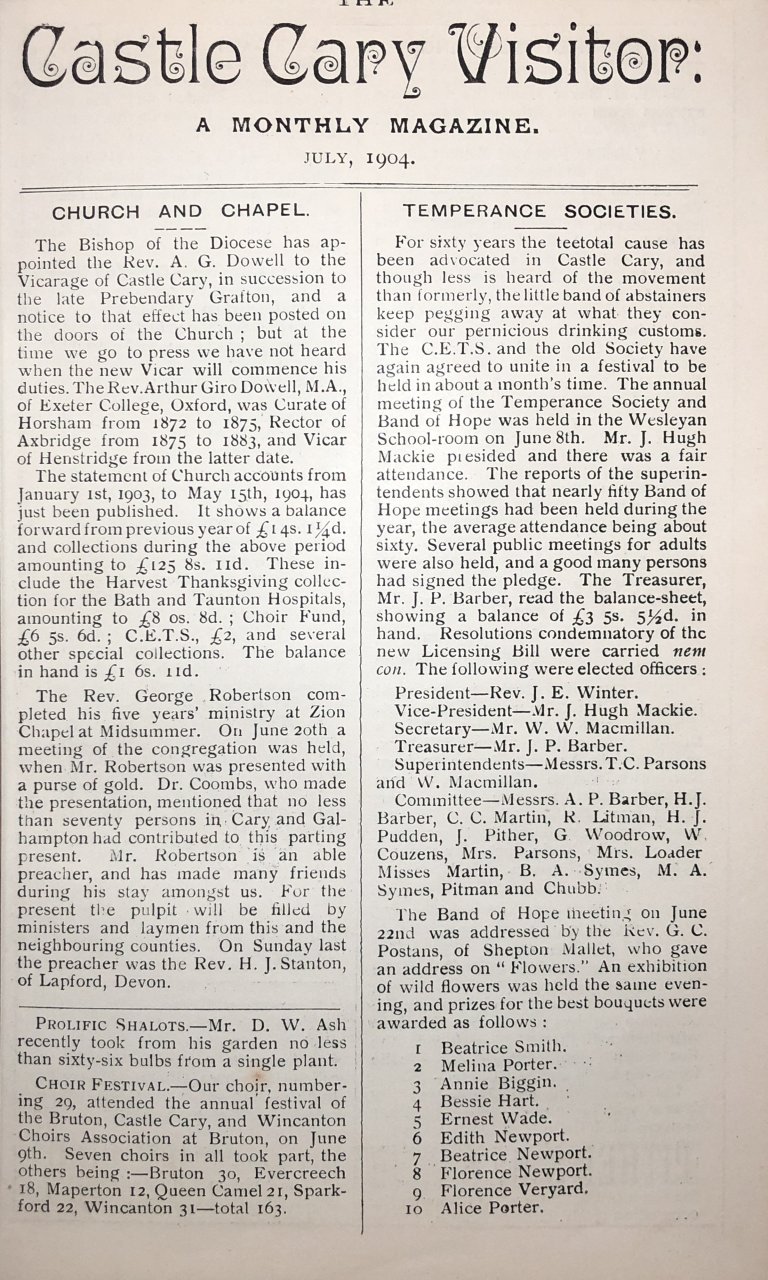 THE
Castle Cary Visitor:
A MONTHLY MAGAZINE.
JULY, 1904.
CHURCH AND CHAPEL.
The Bishop of the Diocese has ap-
pointed the Rev. A. G. Dowell to the
Vicarage of Castle Cary, in succession to
the late Prebendary Grafton, and a
notice to that effect has been posted on
the doors of the Church ; but at the
time we go to press we have not heard
when the new Vicar will commence his
duties. The Rev. Arthur Giro Dowell, M.A.,
of Exeter College, Oxford, was Curate of
Horsham from 1872 to 1875, Rector of
Axbridge from 1875 to 1883, and Vicar
of Henstridge from the latter date.
The statement of Church accounts from
January 1st, 1903, to May 15th, 1904, has
just been published. It shows a balance
forward from previous year of £1 4s. 1¼d.
and collections during the above period
amounting to £125 8s. 11d. These in-
clude the Harvest Thanksgiving collec-
tion for the Bath and Taunton Hospitals,
amounting to £8 0s. 8d. ; Choir Fund,
£6 5s. 6d. ; C.E.T.S., £2, and several
other special collections. The balance
in hand is £1 6s. 11d.
The Rev. George Robertson com-
pleted his five years' ministry at Zion
Chapel at Midsummer. On June 20th a
meeting of the congregation was held,
when Mr. Robertson was presented with
a purse of gold. Dr. Coombs, who made
the presentation, mentioned that no less
than seventy persons in Cary and Gal-
hampton had contributed to this parting
present. Mr. Robertson is an able
preacher, and has made many friends
during his stay amongst us. For the
present the pulpit will be filled by
ministers and laymen from this and the
neighbouring counties. On Sunday last
the preacher was the Rev. H. J. Stanton,
of Lapford, Devon.
PROLIFIC SHALOTS.—Mr. D. W. Ash
recently took from his garden no less
than sixty-six bulbs from a single plant.
CHOIR FESTIVAL.—Our choir, number-
ing 29, attended the annual festival of
the Bruton, Castle Cary, and Wincanton
Choirs Association at Bruton, on June
9th. Seven choirs in all took part, the
others being :—Bruton 30, Evercreech
18, Maperton 12, Queen Camel 21, Spark-
ford 22, Wincanton 31—total 163.
TEMPERANCE SOCIETIES.
For sixty years the teetotal cause has
been advocated in Castle Cary, and
though less is heard of the movement
than formerly, the little band of abstainers
keep pegging away at what they con-
sider our pernicious drinking customs.
The C.E.T.S. and the old Society have
again agreed to unite in a festival to be
held in about a month's time. The annual
meeting of the Temperance Society and
Band of Hope was held in the Wesleyan
School-room on June 8th. Mr. J. Hugh
Mackie presided and there was a fair
attendance. The reports of the superin-
tendents showed that nearly fifty Band of
Hope meetings had been held during the
year, the average attendance being about
sixty. Several public meetings for adults
were also held, and a good many persons
had signed the pledge. The Treasurer,
Mr. J. P. Barber, read the balance-sheet,
showing a balance of £3 5s. 5½d. in
hand. Resolutions condemnatory of the
new Licensing Bill were carried nem
con. The following were elected officers :
President—Rev. J. E. Winter.
Vice-President—Mr. J. Hugh Mackie.
Secretary—Mr. W. W. Macmillan.
Treasurer—Mr. J. P. Barber.
Superintendents—Messrs. T.C. Parsons
and W. Macmillan.
Committee—Messrs. A. P. Barber, H.J.
Barber, C. C. Martin, R. Litman, H. J.
Pudden, J. Pither, G. Woodrow, W.
Couzens, Mrs. Parsons, Mrs. Loader
Misses Martin, B. A. Symes, M. A.
Symes, Pitman and Chubb.
The Band of Hope meeting on June
22nd was addressed by the Rev. G. C.
Postans, of Shepton Mallet, who gave
an address on “ Flowers.” An exhibition
of wild flowers was held the same even-
ing, and prizes for the best bouquets were
awarded as follows :
1 Beatrice Smith.
2 Melina Porter.
3 Annie Biggin.
4 Bessie Hart.
5 Ernest Wade.
6 Edith Newport.
7 Beatrice Newport.
8 Florence Newport.
9 Florence Veryard.
10 Alice Porter.